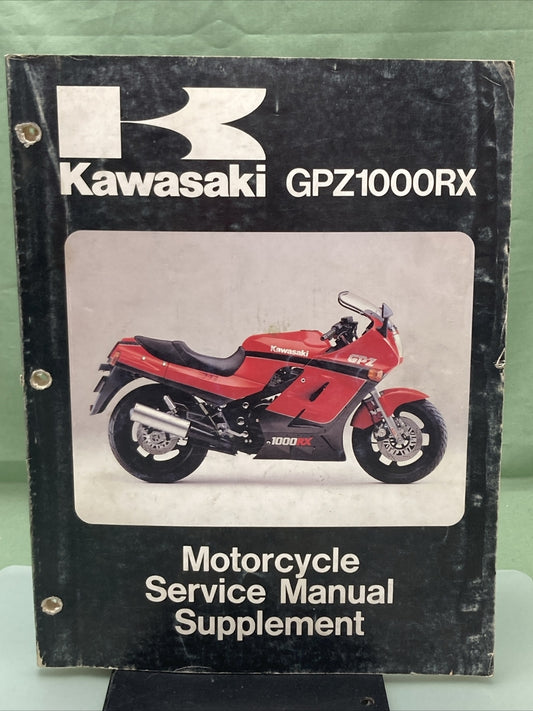 Kawasaki GPZ1000RX
Kawasaki
GPZ
1000RX
Motorcycle
Service Manual
Supplement